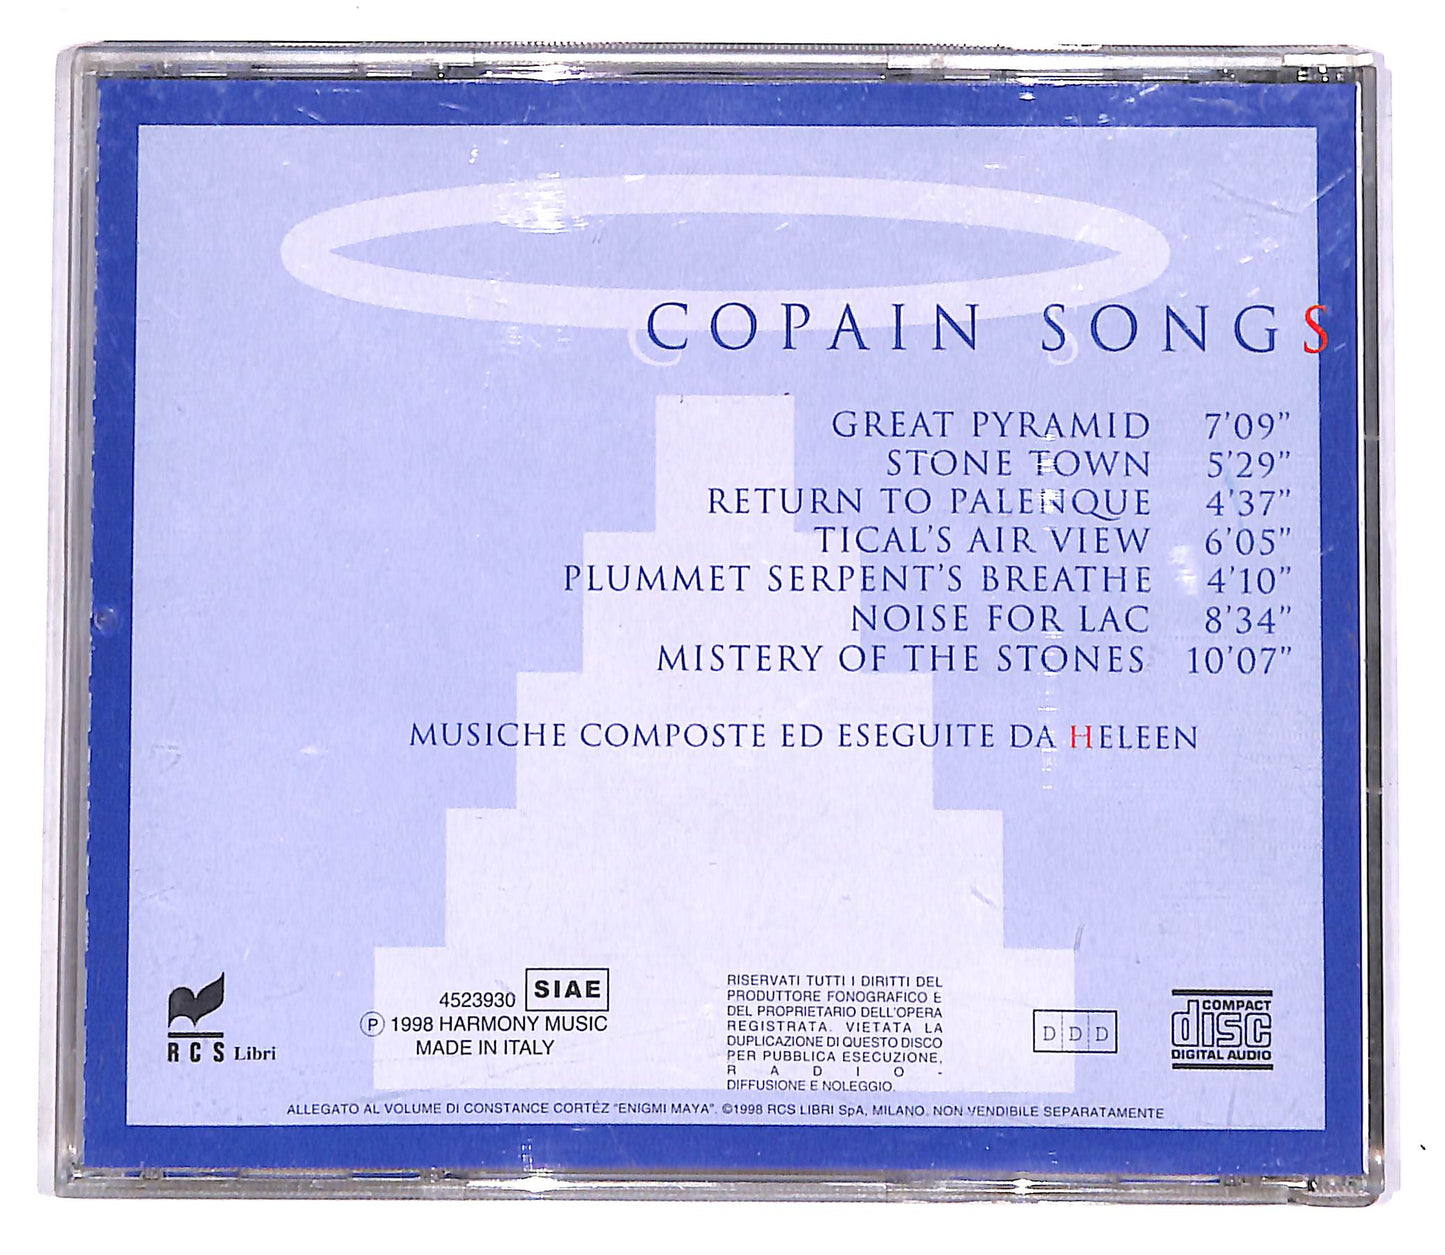 COPAIN SONGS
GREAT PYRAMID 7'09"
STONE TOWN 5'29"
RETURN TO PALENQUE 4'37"
TICAL'S AIR VIEW 6'05"
PLUMMET SERPENT'S BREATHE 4'10"
NOISE FOR LAC 8'34"
MISTERY OF THE STONES 10'07"
MUSICHE COMPOSTE ED ESEGUITE DA HELEEN
RCS Libri
4523930 SIAE
Ⓟ 1998 HARMONY MUSIC
MADE IN ITALY
RISERVATI TUTTI I DIRITTI DEL
PRODUTTORE FONOGRAFICO E
DEL PROPRIETARIO DELL'OPERA
REGISTRATA. VIETATA LA
DUPLICAZIONE DI QUESTO DISCO
PER PUBBLICA ESECUZIONE,
R A D I O -
DIFFUSIONE E NOLEGGIO.
DDD
COMPACT
disc
DIGITAL AUDIO
ALLEGATO AL VOLUME DI CONSTANCE CORTÉZ "ENIGMI MAYA". ©1998 RCS LIBRI SpA, MILANO. NON VENDIBILE SEPARATAMENTE